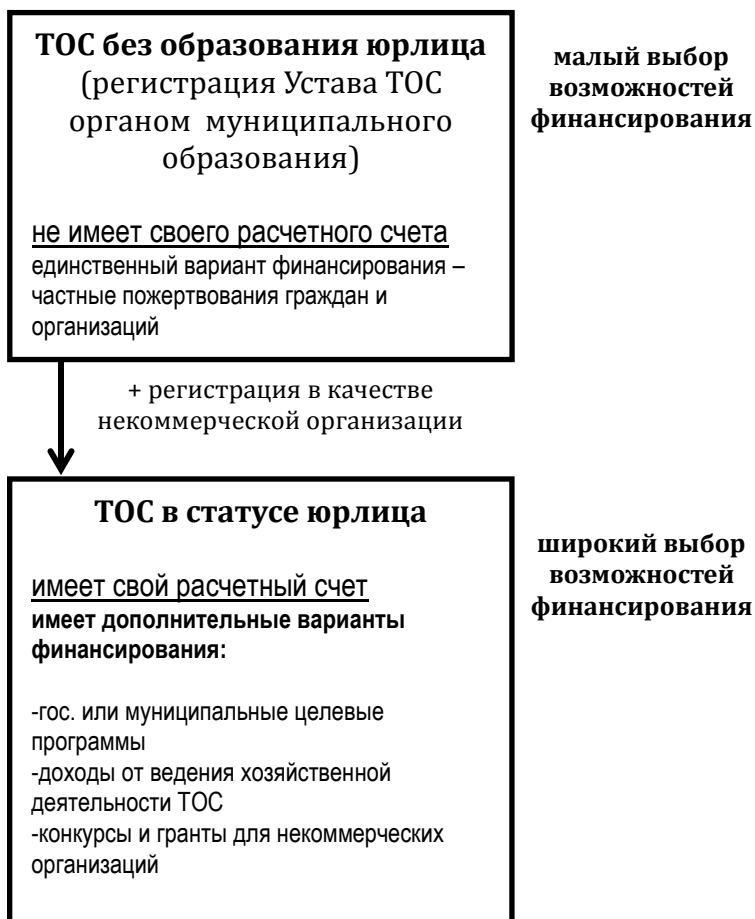 ТОС без образования юрлица
(регистрация Устава ТОС
органом муниципального
образования)
не имеет своего расчетного счета
единственный вариант финансирования –
частные пожертвования граждан и
организаций
малый выбор
возможностей
финансирования
+ регистрация в качестве
некоммерческой организации
ТОС в статусе юрлица
имеет свой расчетный счет
имеет дополнительные варианты
финансирования:
-гос. или муниципальные целевые
программы
-доходы от ведения хозяйственной
деятельности ТОС
-конкурсы и гранты для некоммерческих
организаций
широкий выбор
возможностей
финансирования